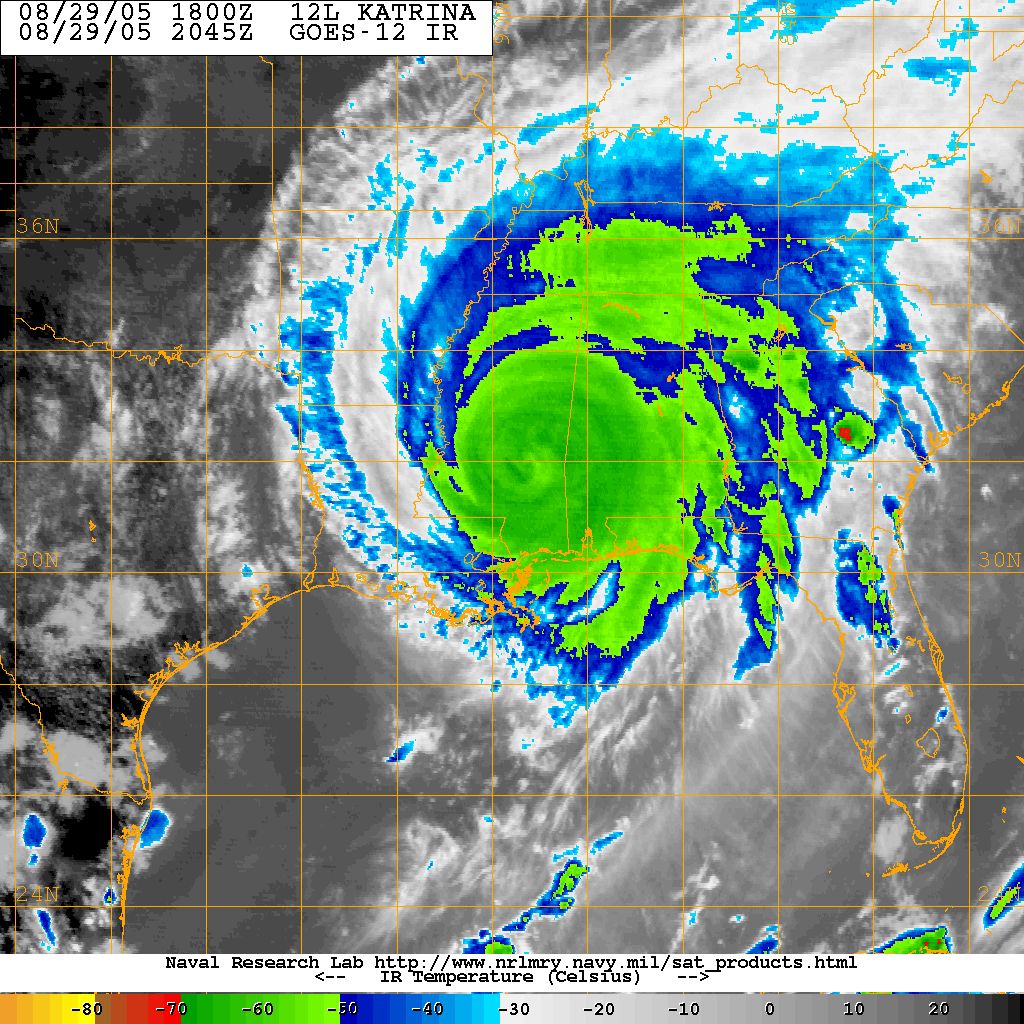 08/29/05 1800Z 12L KATRINA
08/29/05 2045Z GOES-12 IR
36N
30N
30N
24N
Naval Research Lab http://www.nrlmry.navy.mil/sat_products.html
<-- IR Temperature (Celsius) -->
-80 -70 -60 -50 -40 -30 -20 -10 0 10 20